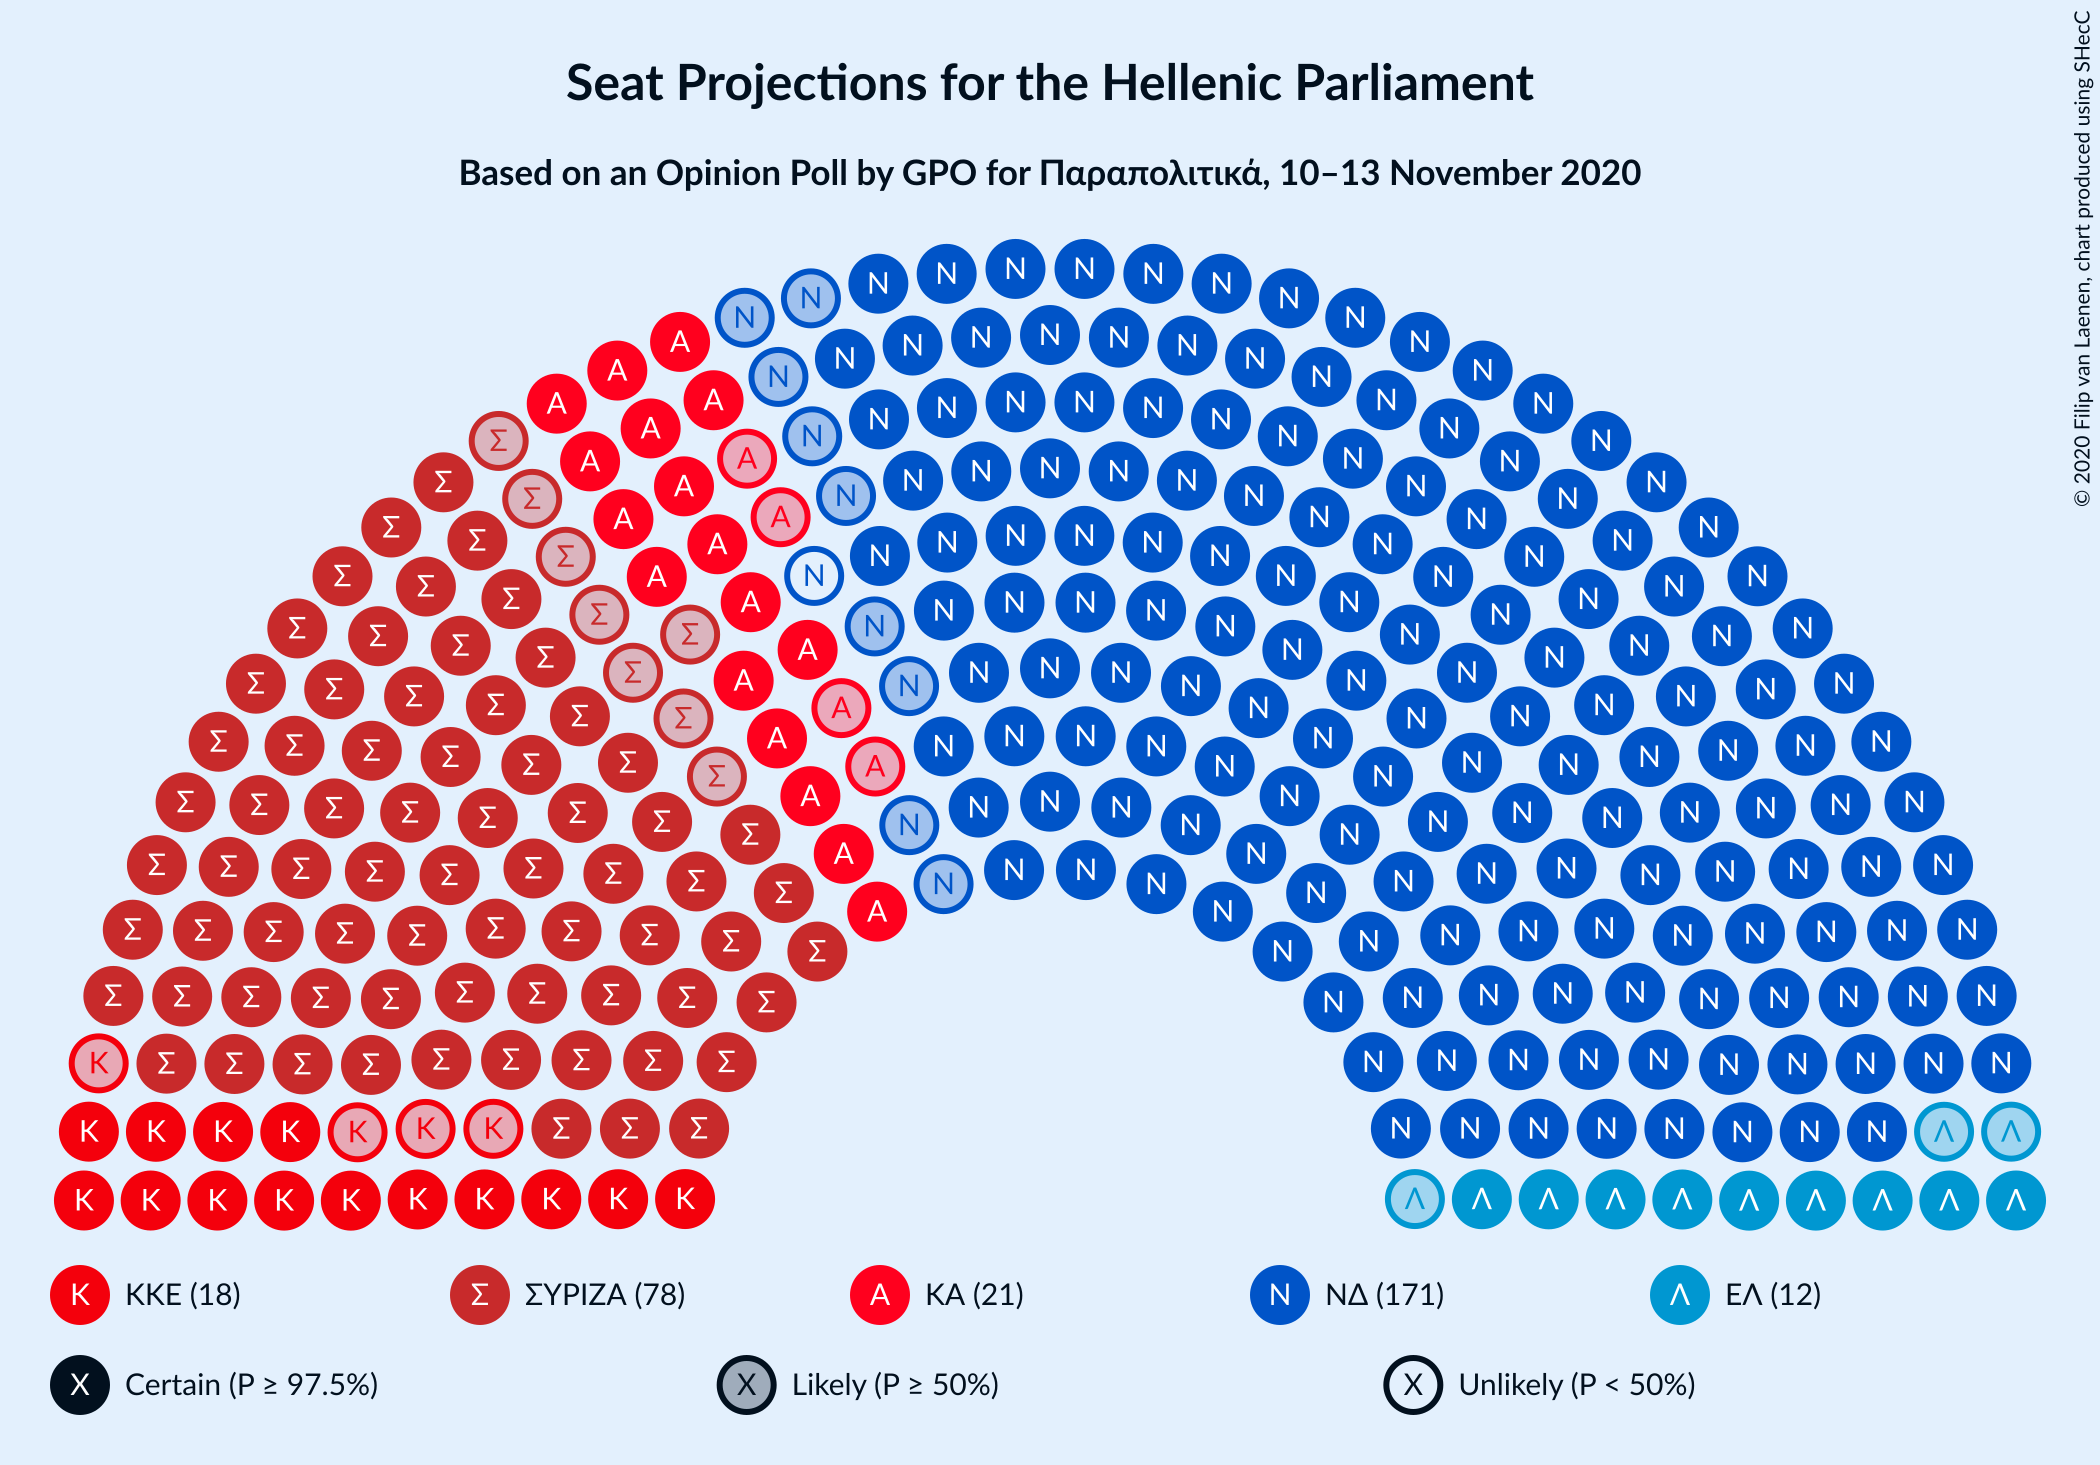 Seat Projections for the Hellenic Parliament
Based on an Opinion Poll by GPO for Παραπολιτικά, 10–13 November 2020
© 2020 Filip van Laenen, chart produced using SHecC
K ΚΚΕ (18)
Σ ΣΥΡΙΖΑ (78)
Α ΚΑ (21)
Ν ΝΔ (171)
Λ ΕΛ (12)
X Certain (P ≥ 97.5%)
X Likely (P ≥ 50%)
X Unlikely (P < 50%)